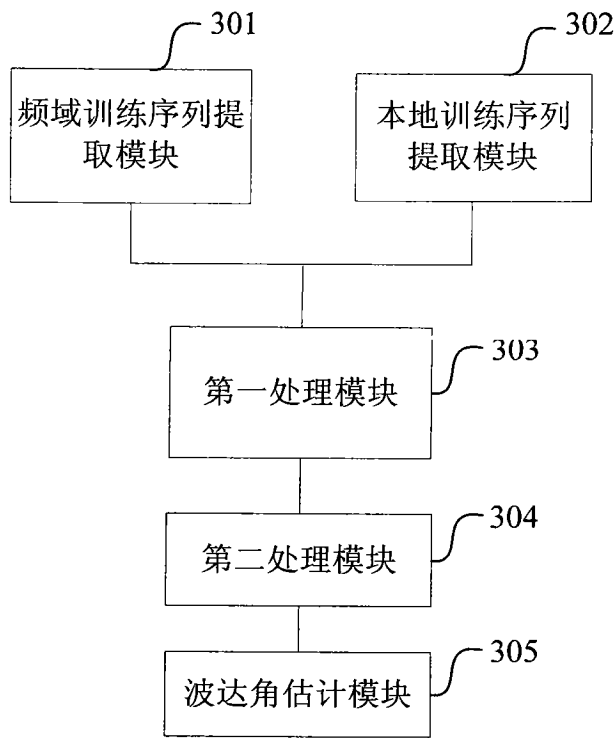 301
302
频域训练序列提
取模块
本地训练序列
提取模块
303
第一处理模块
304
第二处理模块
305
波达角估计模块